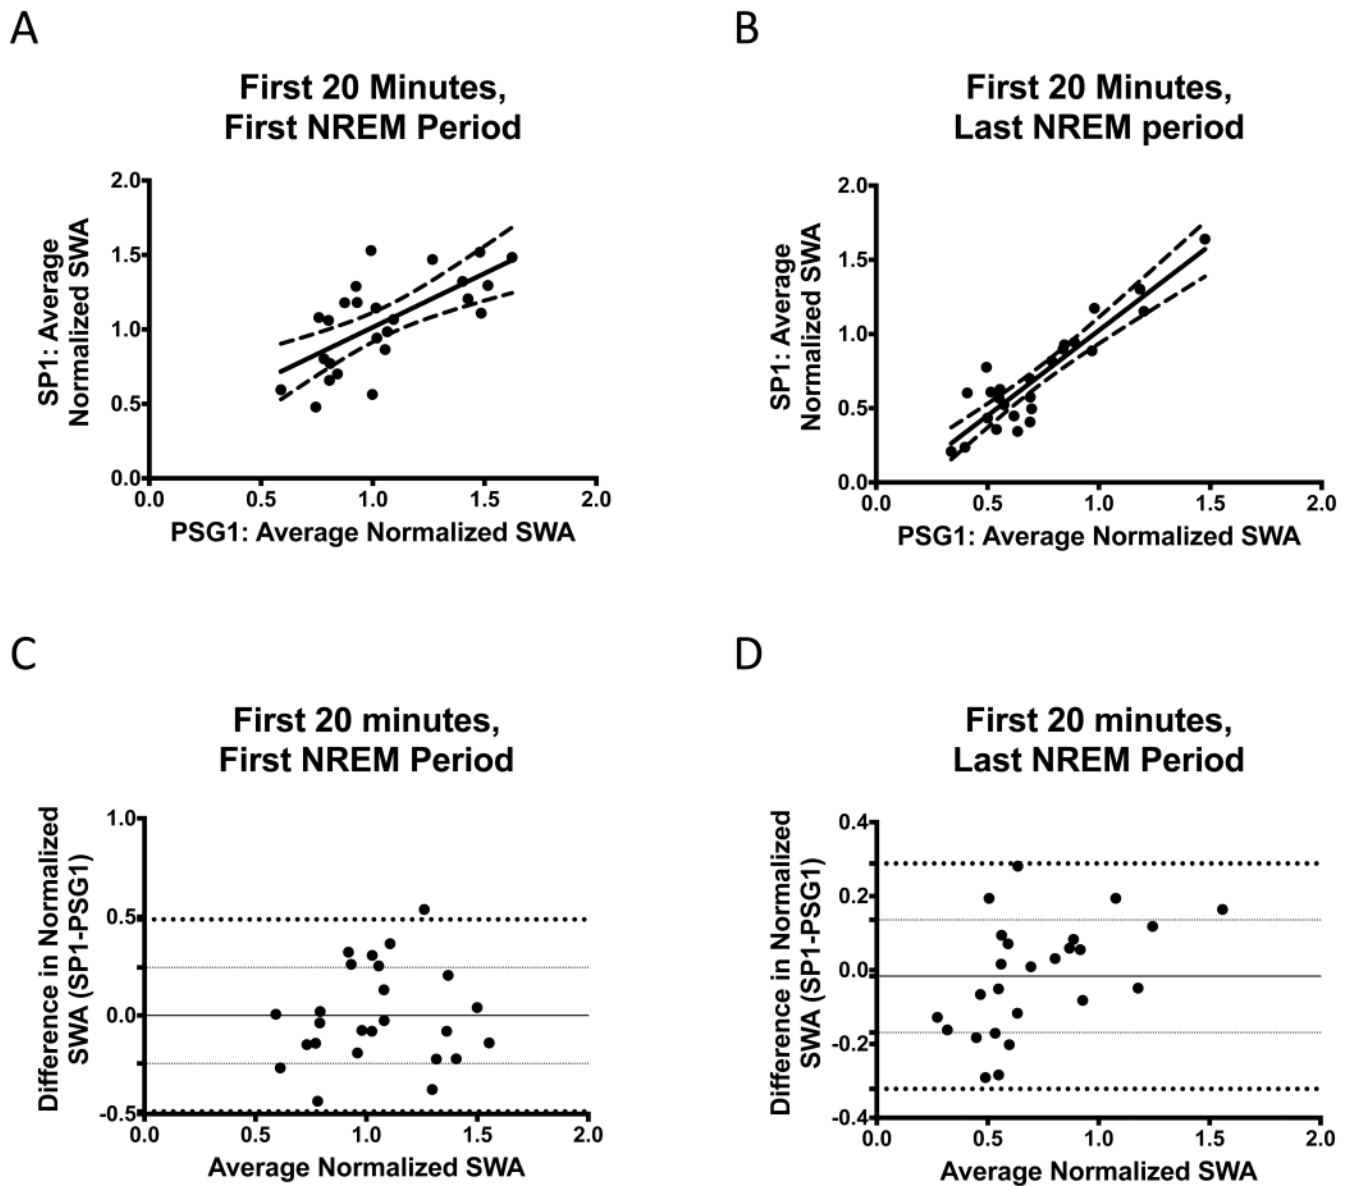 A
First 20 Minutes,
First NREM Period
SP1: Average
Normalized SWA
2.0
1.5
1.0
0.5
0.0
0.0 0.5 1.0 1.5 2.0
PSG1: Average Normalized SWA
B
First 20 Minutes,
Last NREM period
SP1: Average
Normalized SWA
2.0
1.5
1.0
0.5
0.0
0.0 0.5 1.0 1.5 2.0
PSG1: Average Normalized SWA
C
First 20 minutes,
First NREM Period
Difference in Normalized
SWA (SP1-PSG1)
1.0
0.5
0.0
-0.5
0.0 0.5 1.0 1.5 2.0
Average Normalized SWA
D
First 20 minutes,
Last NREM Period
Difference in Normalized
SWA (SP1-PSG1)
0.4
0.2
0.0
-0.2
-0.4
0.0 0.5 1.0 1.5 2.0
Average Normalized SWA